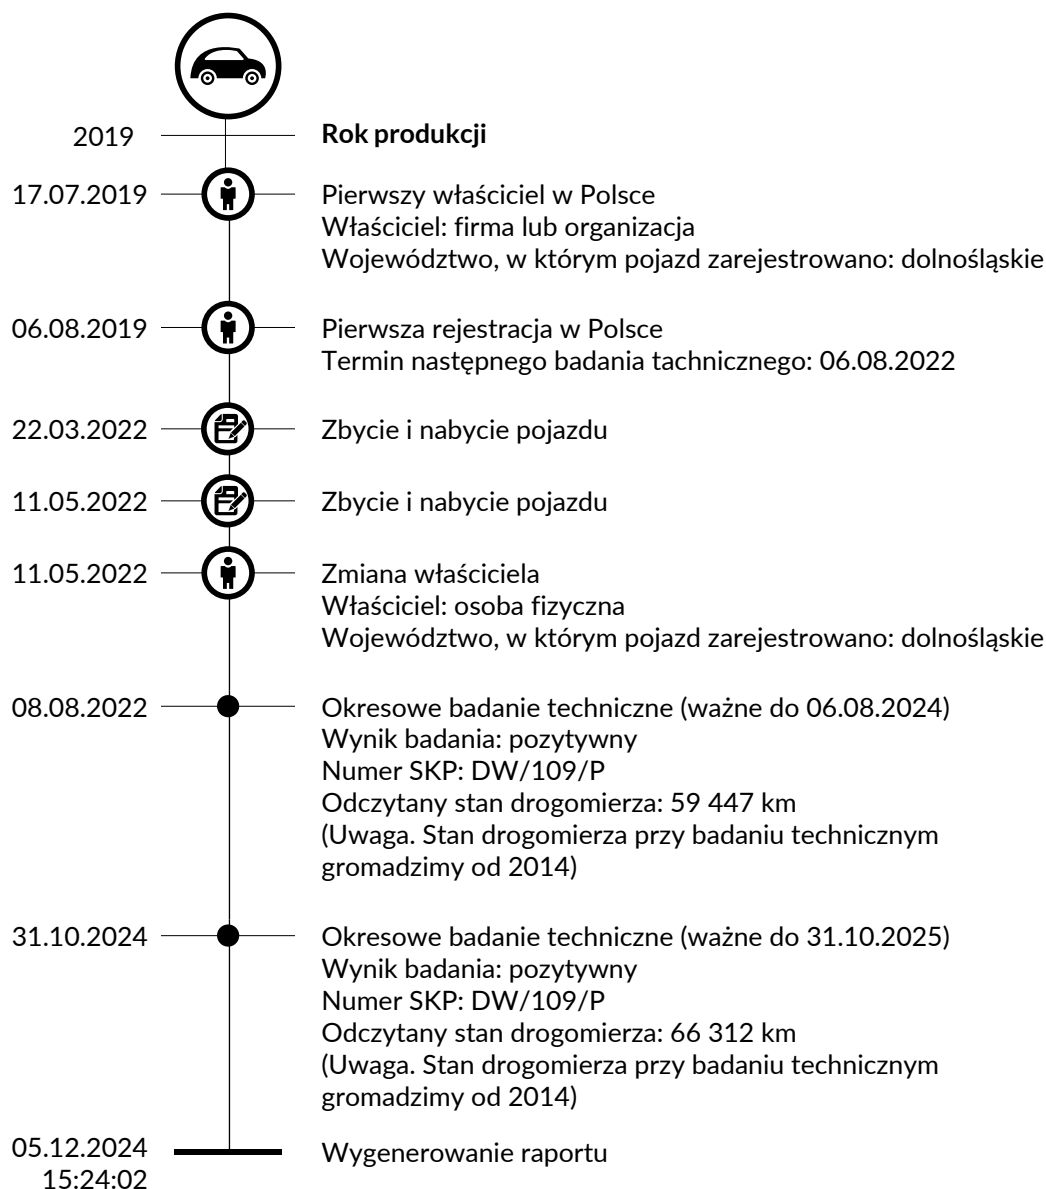 2019 Rok produkcji
17.07.2019 Pierwszy właściciel w Polsce
Właściciel: firma lub organizacja
Województwo, w którym pojazd zarejestrowano: dolnośląskie
06.08.2019 Pierwsza rejestracja w Polsce
Termin następnego badania tachnicznego: 06.08.2022
22.03.2022 Zbycie i nabycie pojazdu
11.05.2022 Zbycie i nabycie pojazdu
11.05.2022 Zmiana właściciela
Właściciel: osoba fizyczna
Województwo, w którym pojazd zarejestrowano: dolnośląskie
08.08.2022 Okresowe badanie techniczne (ważne do 06.08.2024)
Wynik badania: pozytywny
Numer SKP: DW/109/P
Odczytany stan drogomierza: 59 447 km
(Uwaga. Stan drogomierza przy badaniu technicznym
gromadzimy od 2014)
31.10.2024 Okresowe badanie techniczne (ważne do 31.10.2025)
Wynik badania: pozytywny
Numer SKP: DW/109/P
Odczytany stan drogomierza: 66 312 km
(Uwaga. Stan drogomierza przy badaniu technicznym
gromadzimy od 2014)
05.12.2024 Wygenerowanie raportu
15:24:02